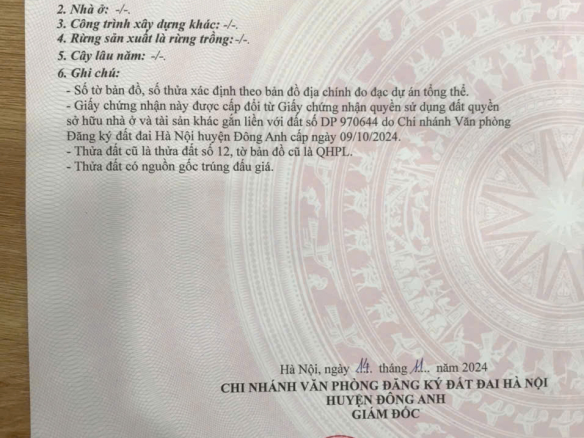 2. Nhà ở: -/-.
3. Công trình xây dựng khác: -/-.
4. Rừng sản xuất là rừng trồng:-/-.
5. Cây lâu năm: -/-.
6. Ghi chú:
- Số tờ bản đồ, số thửa xác định theo bản đồ địa chính đo đạc dự án tổng thể.
- Giấy chứng nhận này được cấp đổi từ Giấy chứng nhận quyền sử dụng đất quyền
sở hữu nhà ở và tài sản khác gắn liền với đất số DP 970644 do Chi nhánh Văn phòng
Đăng ký đất đai Hà Nội huyện Đông Anh cấp ngày 09/10/2024.
- Thửa đất cũ là thửa đất số 12, tờ bản đồ cũ là QHPL.
- Thửa đất có nguồn gốc trúng đấu giá.
Hà Nội, ngày 14 tháng 11.. năm 2024
CHI NHÁNH VĂN PHÒNG ĐĂNG KÝ ĐẤT ĐAI HÀ NỘI
HUYỆN ĐÔNG ANH
GIÁM ĐỐC